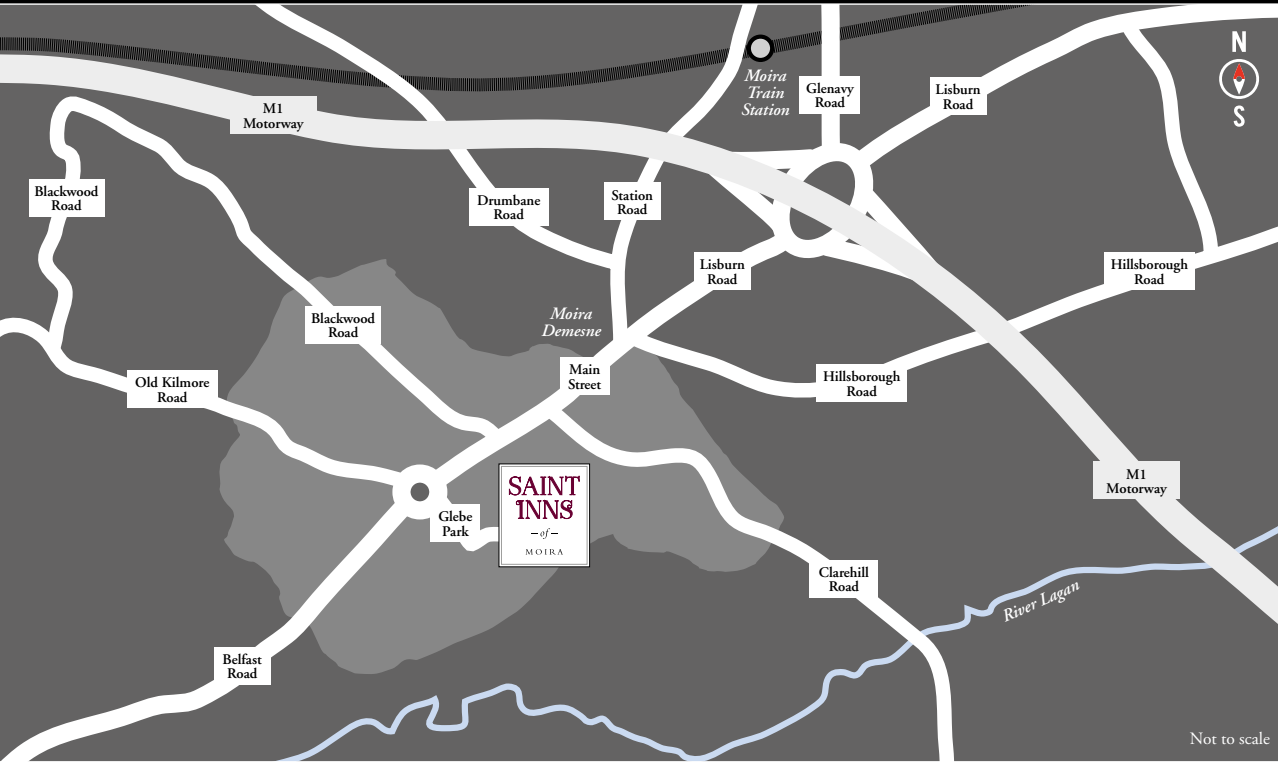 N
S
Moira
Train
Station
Glenavy
Road
Lisburn
Road
M1
Motorway
Blackwood
Road
Drumbane
Road
Station
Road
Lisburn
Road
Hillsborough
Road
Moira
Demesne
Blackwood
Road
Main
Street
Old Kilmore
Road
Hillsborough
Road
M1
Motorway
SAINT
INNS
–of–
MOIRA
Glebe
Park
Clarehill
Road
River Lagan
Belfast
Road
Not to scale